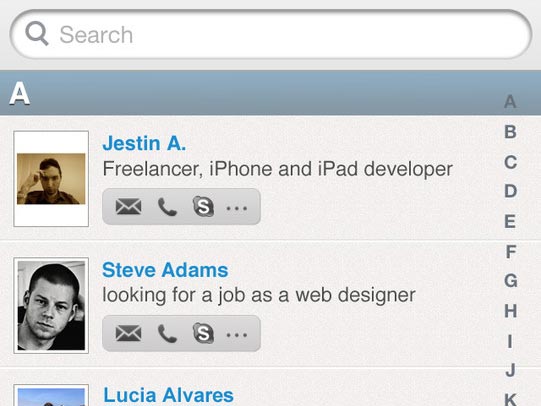 Search
A
Jestin A.
Freelancer, iPhone and iPad developer
S
Steve Adams
looking for a job as a web designer
S
Lucia Alvares
A
B
C
D
E
F
G
H
I
J
K